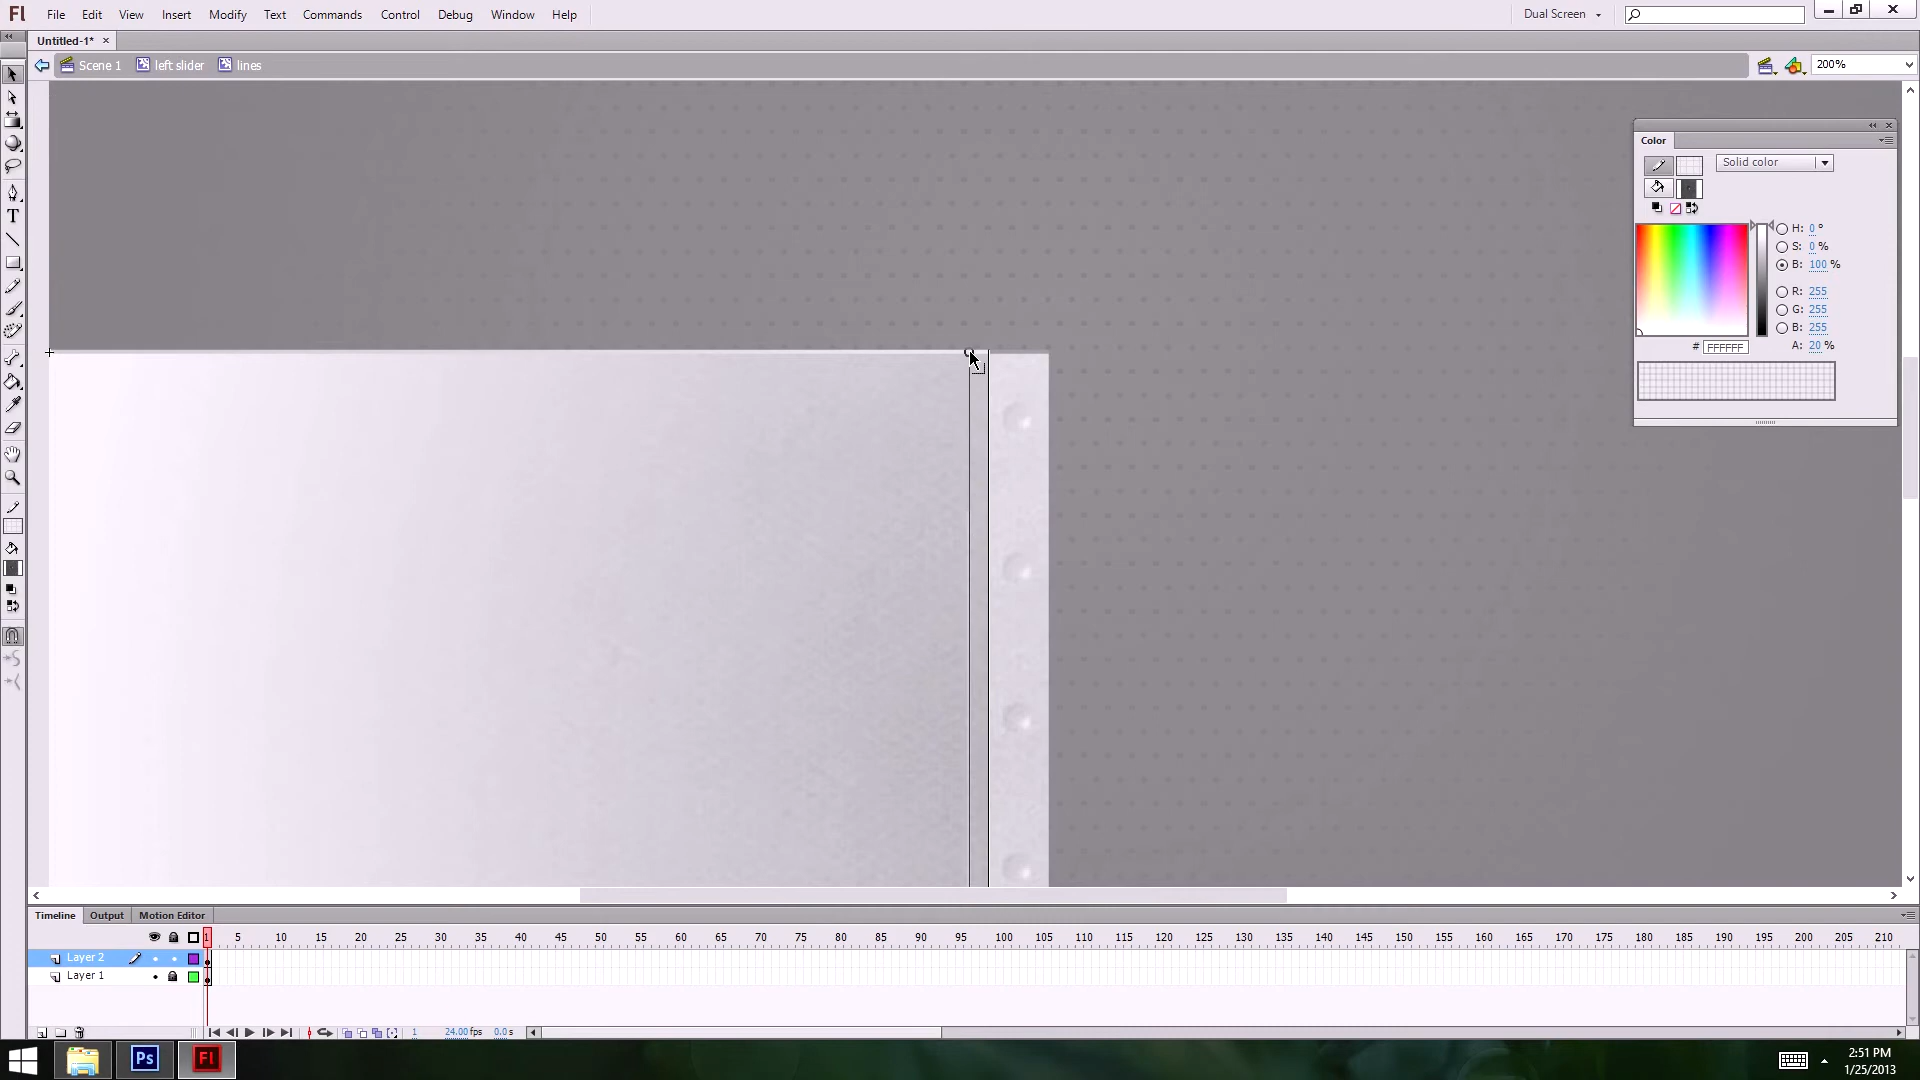 Fl File Edit View Insert Modify Text Commands Control Debug Window Help Dual Screen
Untitled-1* ×
Scene 1 left slider lines 200%
Color
Solid color
H: 0 °
S: 0 %
B: 100 %
R: 255
G: 255
B: 255
# FFFFFF A: 20 %
T
Timeline Output Motion Editor
1 5 10 15 20 25 30 35 40 45 50 55 60 65 70 75 80 85 90 95 100 105 110 115 120 125 130 135 140 145 150 155 160 165 170 175 180 185 190 195 200 205 210
Layer 2
Layer 1
1 24.00 fps 0.0 s
Ps Fl 2:51 PM
1/25/2013